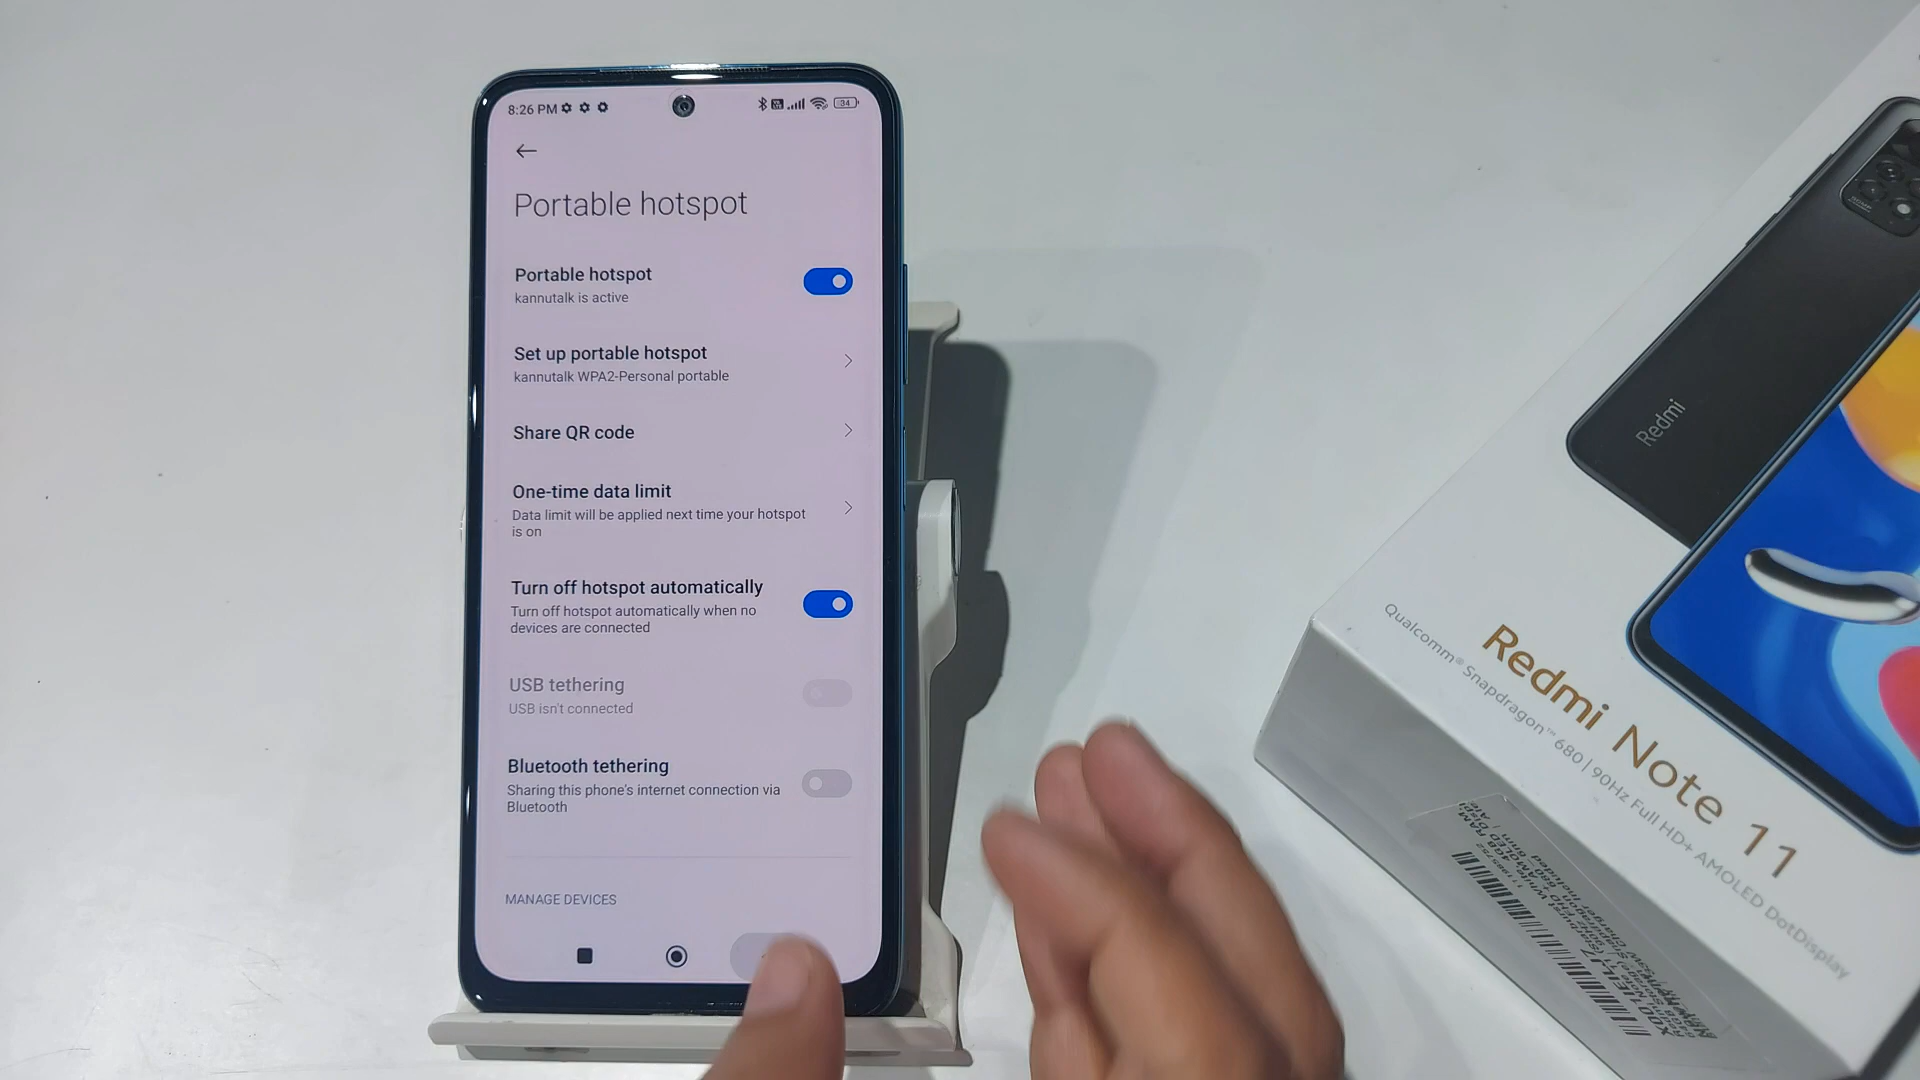 8:26 PM
34
Portable hotspot
Portable hotspot
kannutalk is active
Set up portable hotspot
kannutalk WPA2-Personal portable
Share QR code
One-time data limit
Data limit will be applied next time your hotspot
is on
Turn off hotspot automatically
Turn off hotspot automatically when no
devices are connected
USB tethering
USB isn't connected
Bluetooth tethering
Sharing this phone's internet connection via
Bluetooth
MANAGE DEVICES
Redmi
Redmi Note 11
Qualcomm® Snapdragon™ 680 | 90Hz Full HD+ AMOLED DotDisplay